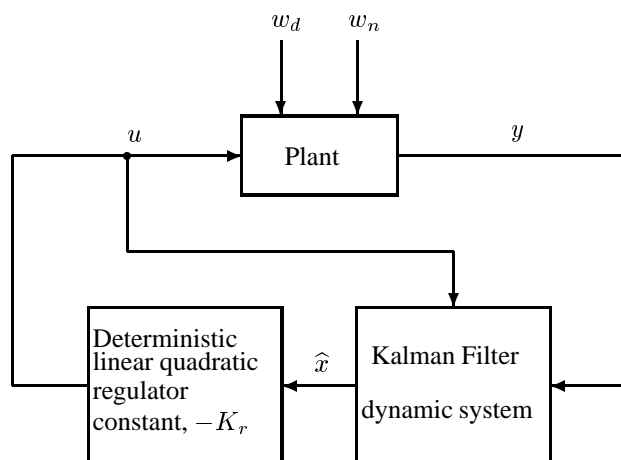 w_d w_n
u
Plant
y
Deterministic
linear quadratic
regulator
constant, −K_r
x̂
Kalman Filter
dynamic system